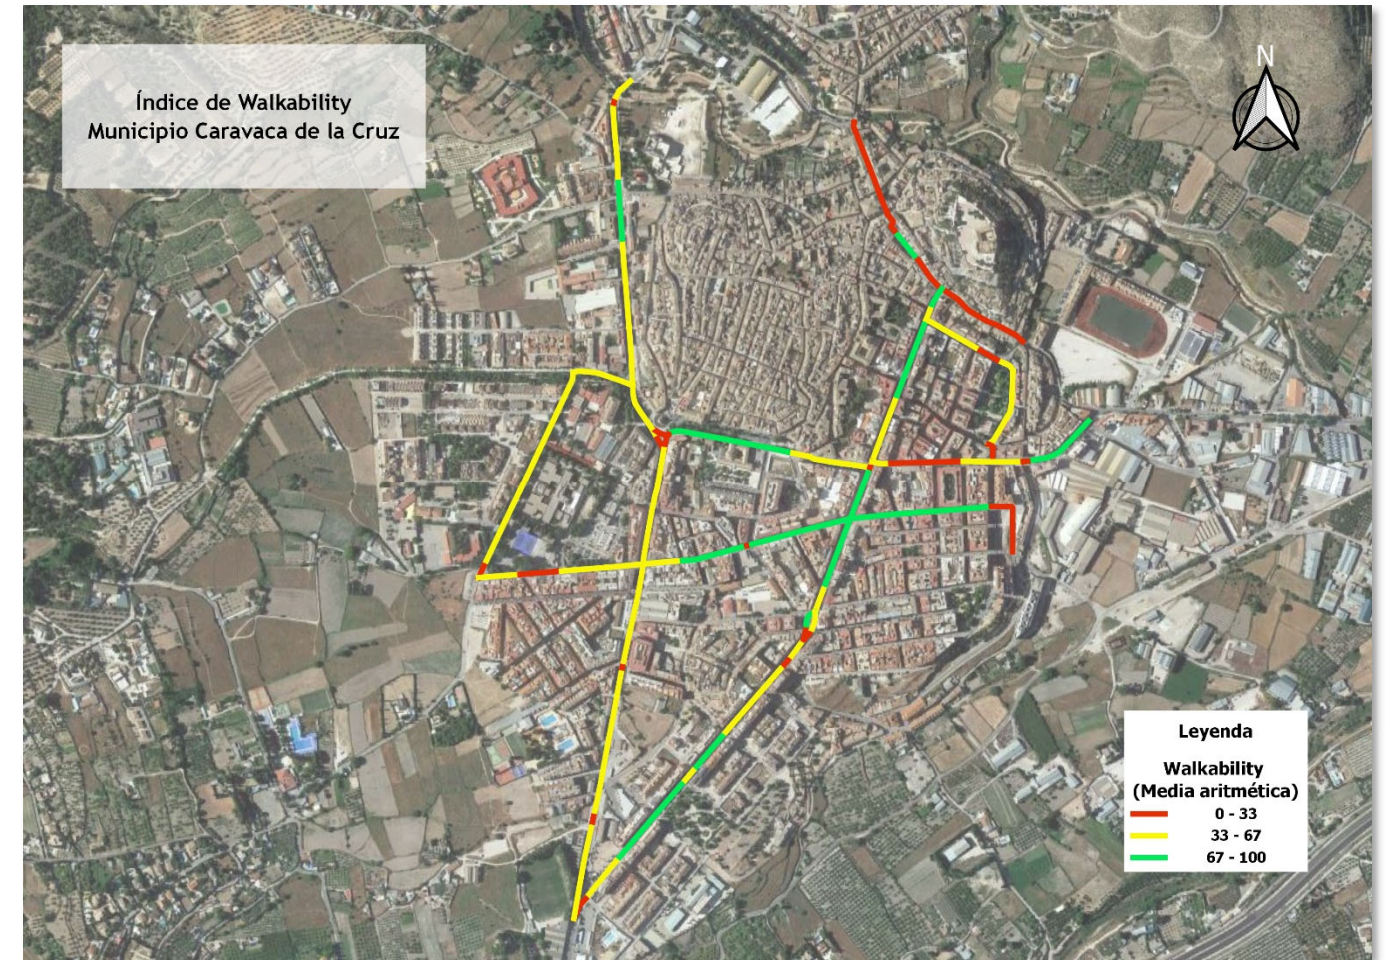 Índice de Walkability
Municipio Caravaca de la Cruz
N
Leyenda
Walkability
(Media aritmética)
0 - 33
33 - 67
67 - 100